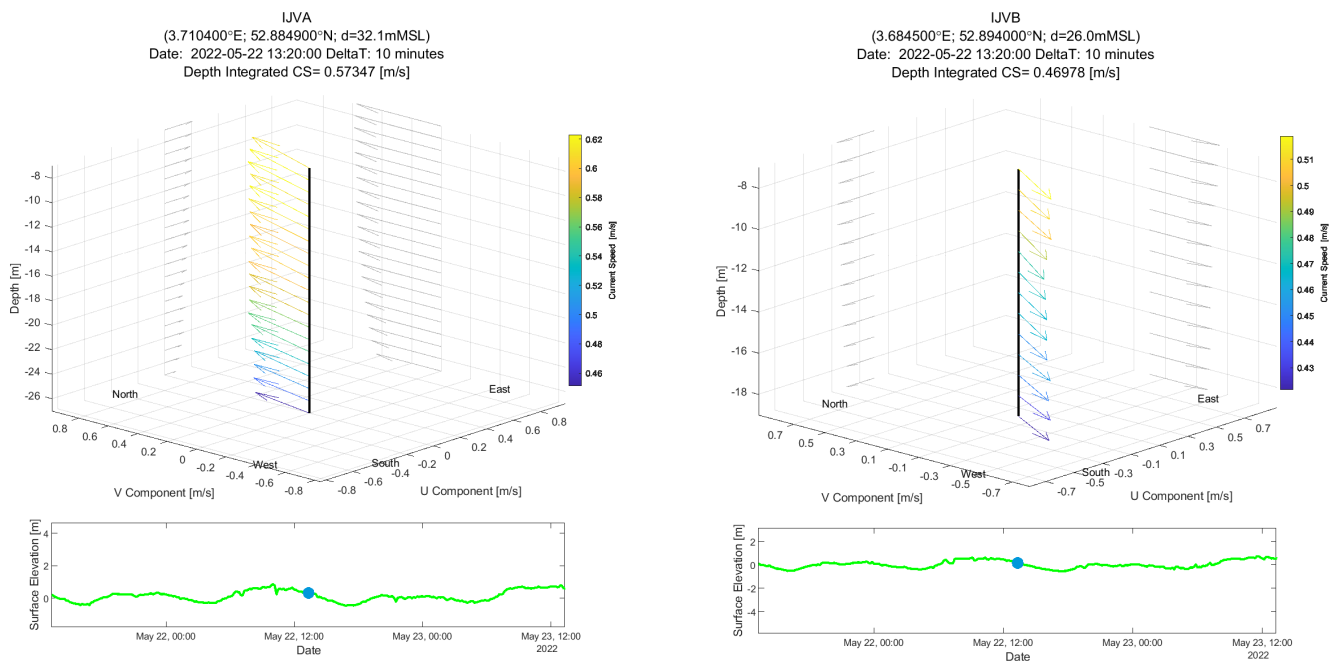 IJVA
(3.710400°E; 52.884900°N; d=32.1mMSL)
Date:  2022-05-22 13:20:00 DeltaT: 10 minutes
Depth Integrated CS= 0.57347 [m/s]
-8
-10
-12
-14
-16
-18
-20
-22
-24
-26
Depth [m]
North
East
South
West
0.8
0.6
0.4
0.2
0
-0.2
-0.4
-0.6
-0.8
V Component [m/s]
-0.8
-0.6
-0.4
-0.2
0
0.2
0.4
0.6
0.8
U Component [m/s]
0.62
0.6
0.58
0.56
0.54
0.52
0.5
0.48
0.46
Current Speed [m/s]
4
2
0
Surface Elevation [m]
May 22, 00:00
May 22, 12:00
May 23, 00:00
May 23, 12:00
2022
Date
IJVB
(3.684500°E; 52.894000°N; d=26.0mMSL)
Date:  2022-05-22 13:20:00 DeltaT: 10 minutes
Depth Integrated CS= 0.46978 [m/s]
-8
-10
-12
-14
-16
-18
Depth [m]
North
East
South
West
0.7
0.5
0.3
0.1
-0.1
-0.3
-0.5
-0.7
V Component [m/s]
-0.7
-0.5
-0.3
-0.1
0.1
0.3
0.5
0.7
U Component [m/s]
0.51
0.5
0.49
0.48
0.47
0.46
0.45
0.44
0.43
Current Speed [m/s]
2
0
-2
-4
Surface Elevation [m]
May 22, 00:00
May 22, 12:00
May 23, 00:00
May 23, 12:00
2022
Date